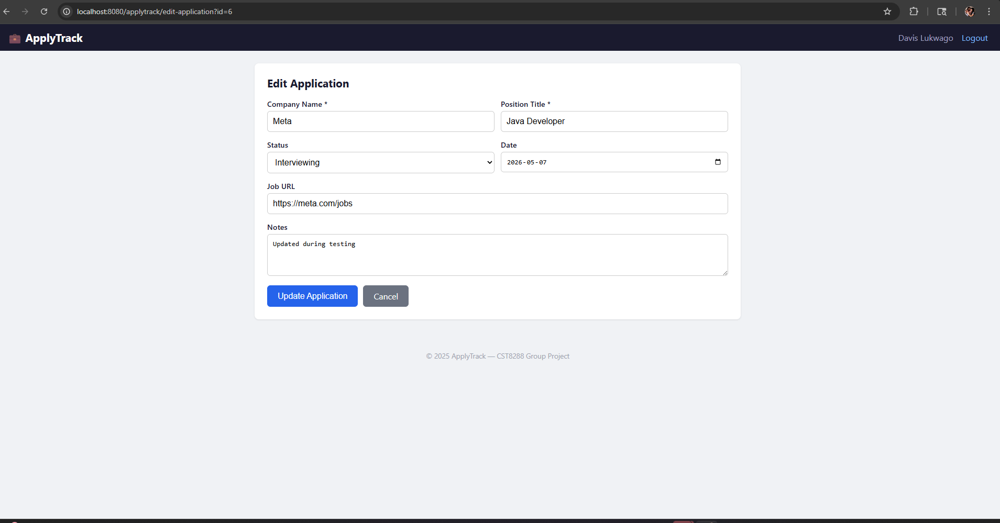 localhost:8080/applytrack/edit-application?id=6
ApplyTrack
Davis Lukwago Logout
Edit Application
Company Name * Position Title *
Meta Java Developer
Status Date
Interviewing 2026-05-07
Job URL
https://meta.com/jobs
Notes
Updated during testing
Update Application Cancel
© 2025 ApplyTrack — CST8288 Group Project